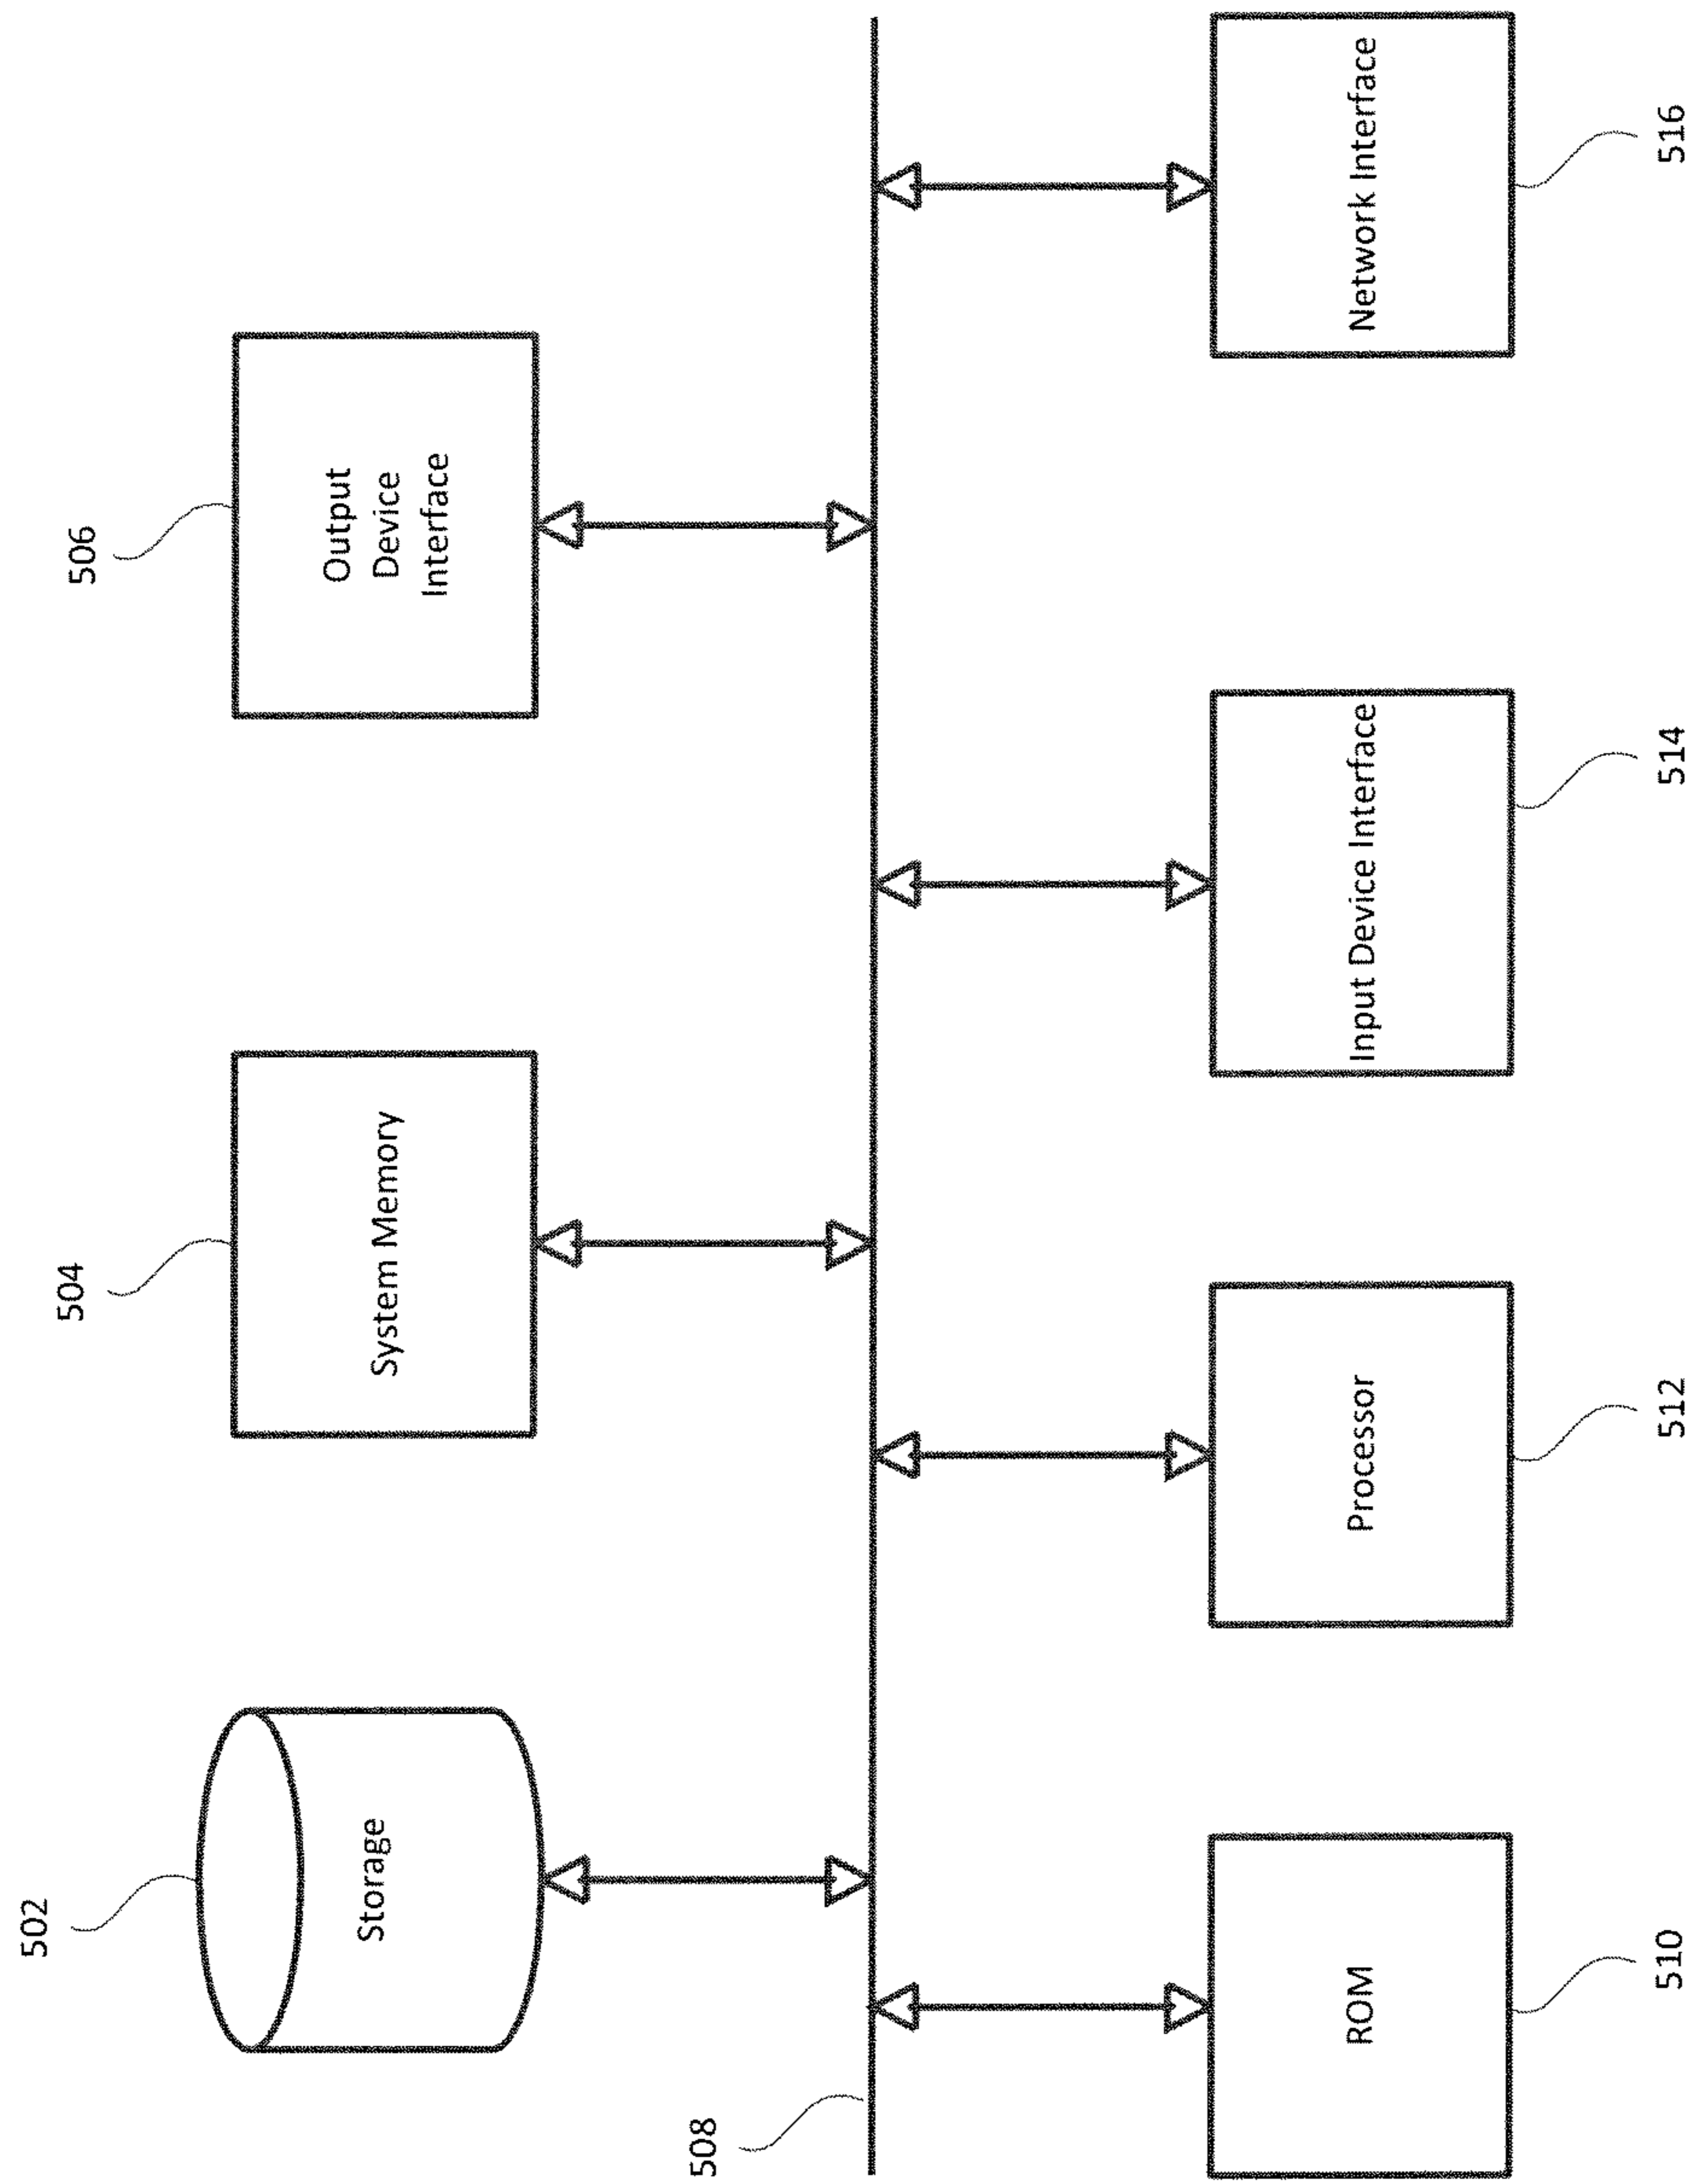 502
504
506
Storage
System Memory
Output
Device
Interface
508
ROM
Processor
Input Device Interface
Network Interface
510
512
514
516